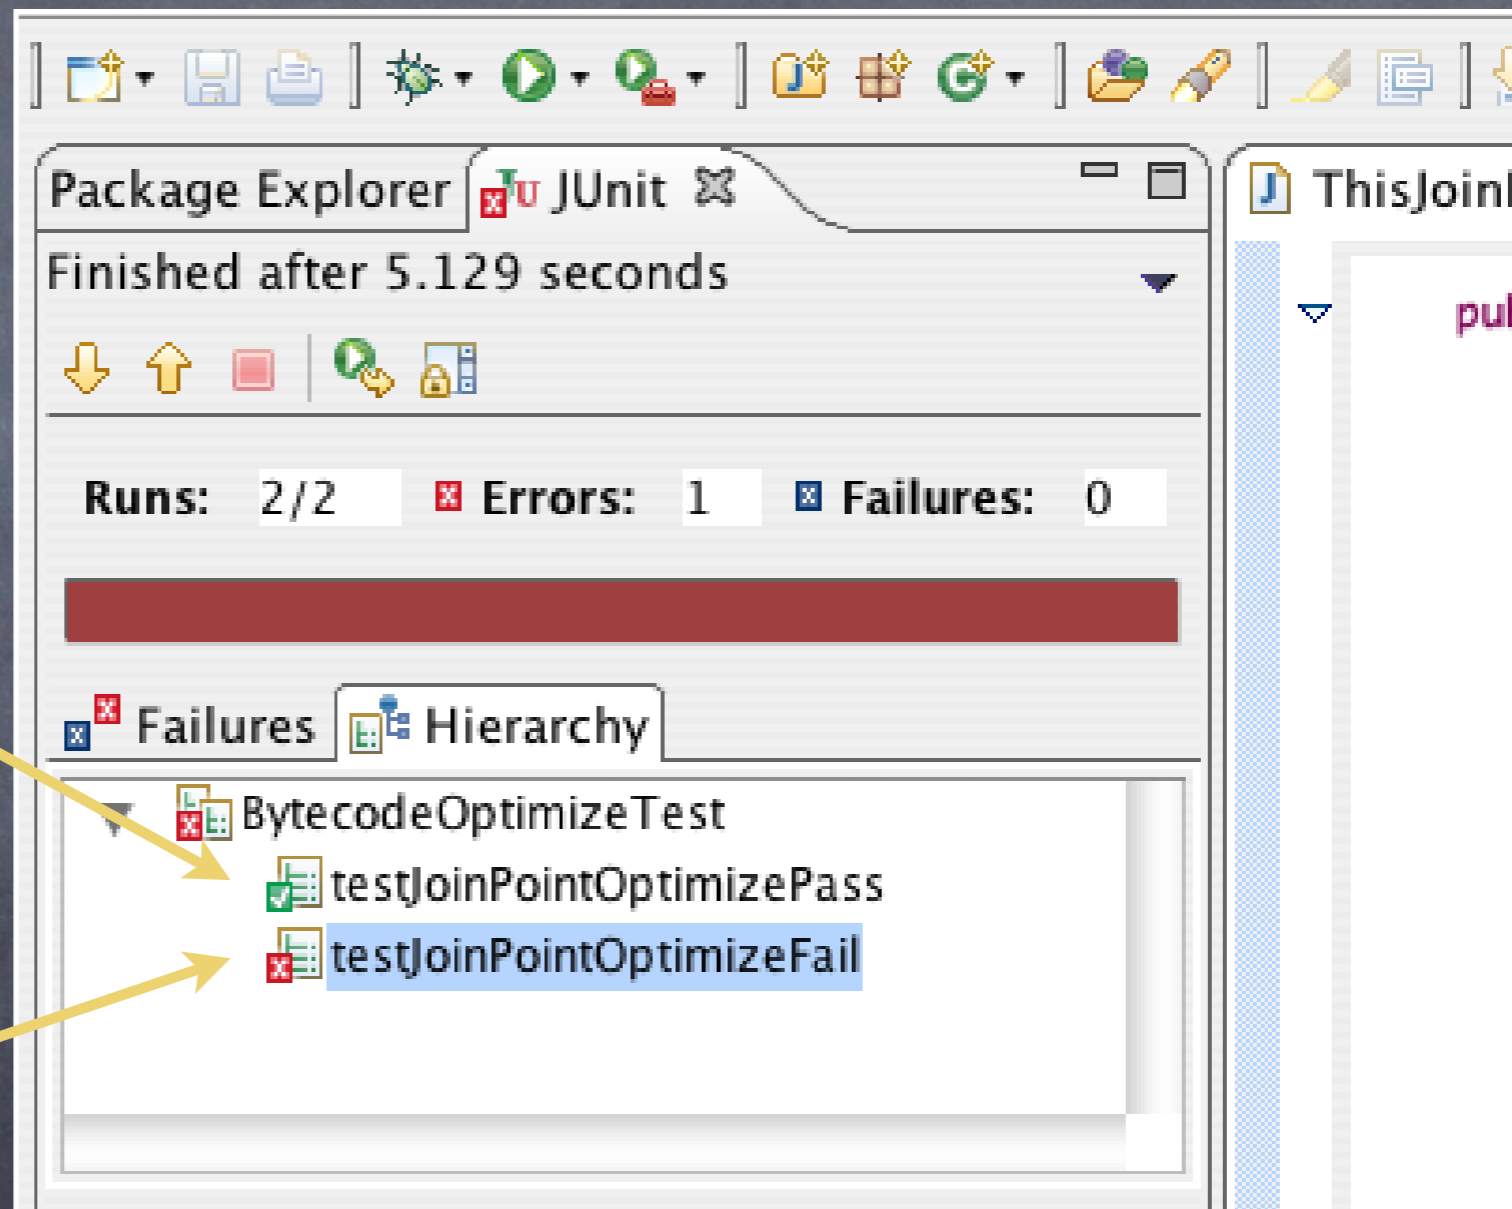 Package Explorer JUnit
Finished after 5.129 seconds
Runs: 2/2 Errors: 1 Failures: 0
Failures Hierarchy
BytecodeOptimizeTest
testJoinPointOptimizePass
testJoinPointOptimizeFail
ThisJoin
pu